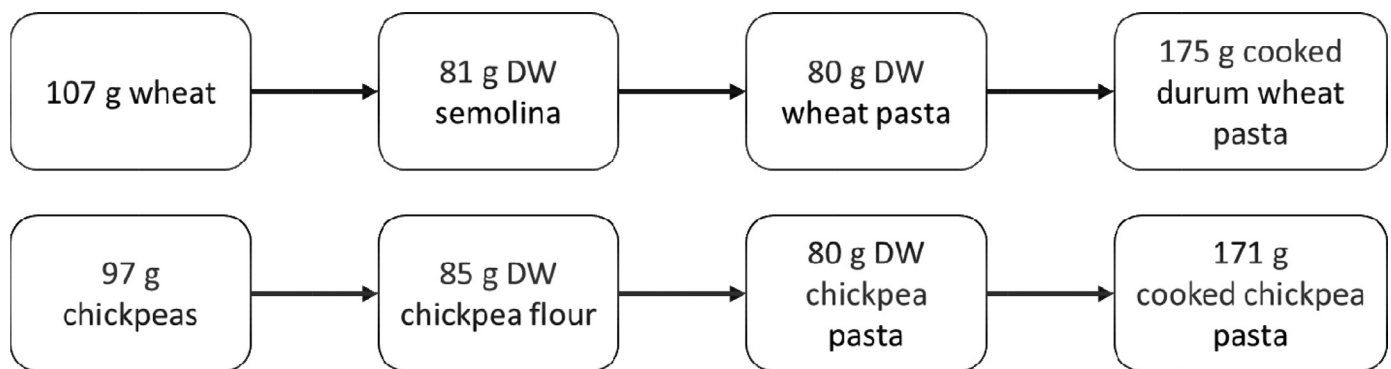 107 g wheat
81 g DW
semolina
80 g DW
wheat pasta
175 g cooked
durum wheat
pasta
97 g
chickpeas
85 g DW
chickpea flour
80 g DW
chickpea
pasta
171 g
cooked chickpea
pasta